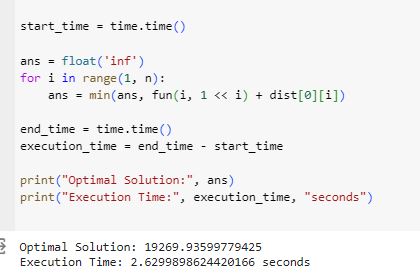 start_time = time.time()
ans = float('inf')
for i in range(1, n):
    ans = min(ans, fun(i, 1 << i) + dist[0][i])
end_time = time.time()
execution_time = end_time - start_time
print("Optimal Solution:", ans)
print("Execution Time:", execution_time, "seconds")
Optimal Solution: 19269.93599779425
Execution Time: 2.6299898624420166 seconds